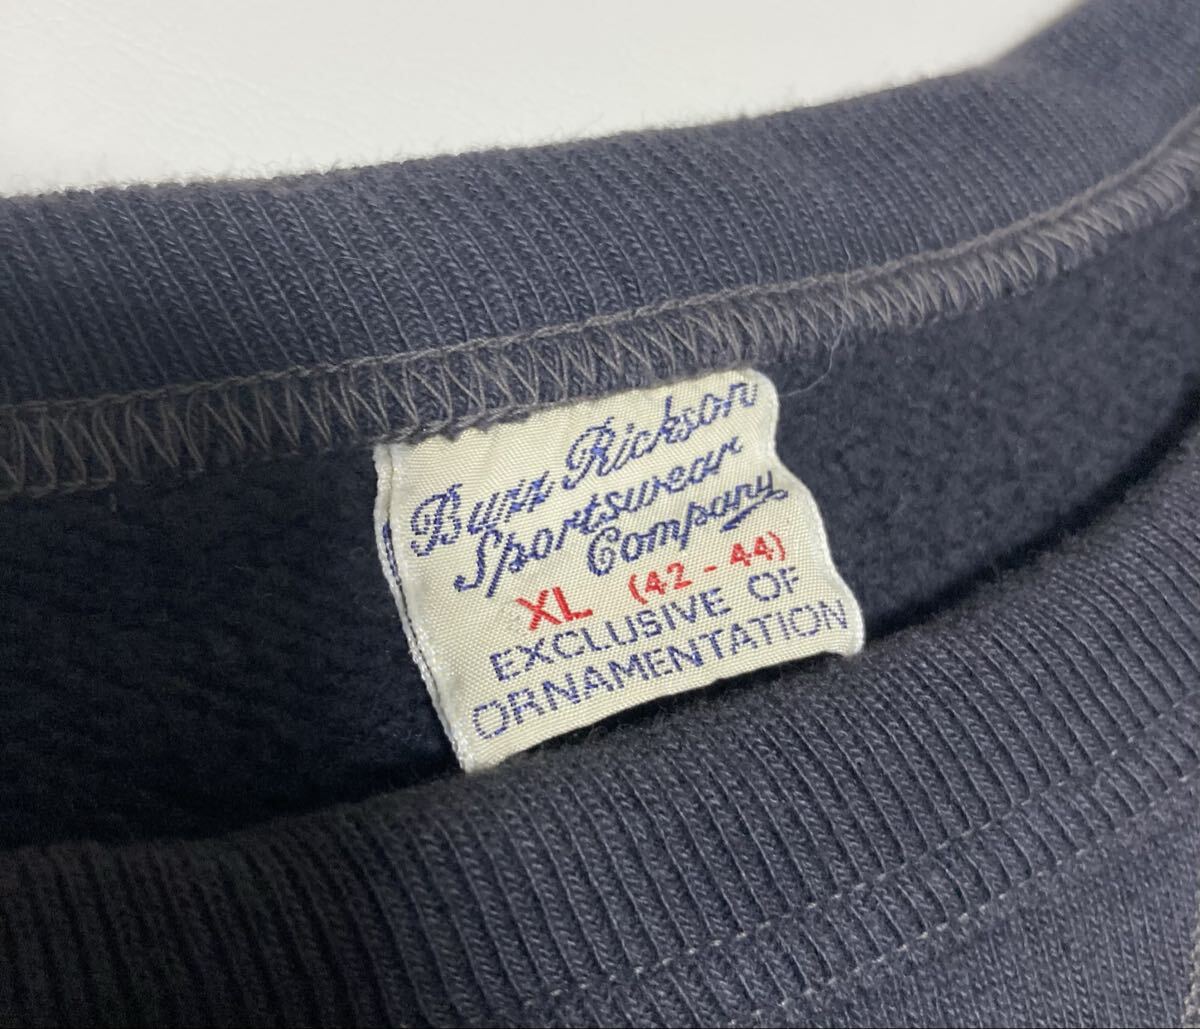 Buzz Rickson
Sportswear
Company
XL (42-44)
EXCLUSIVE OF
ORNAMENTATION